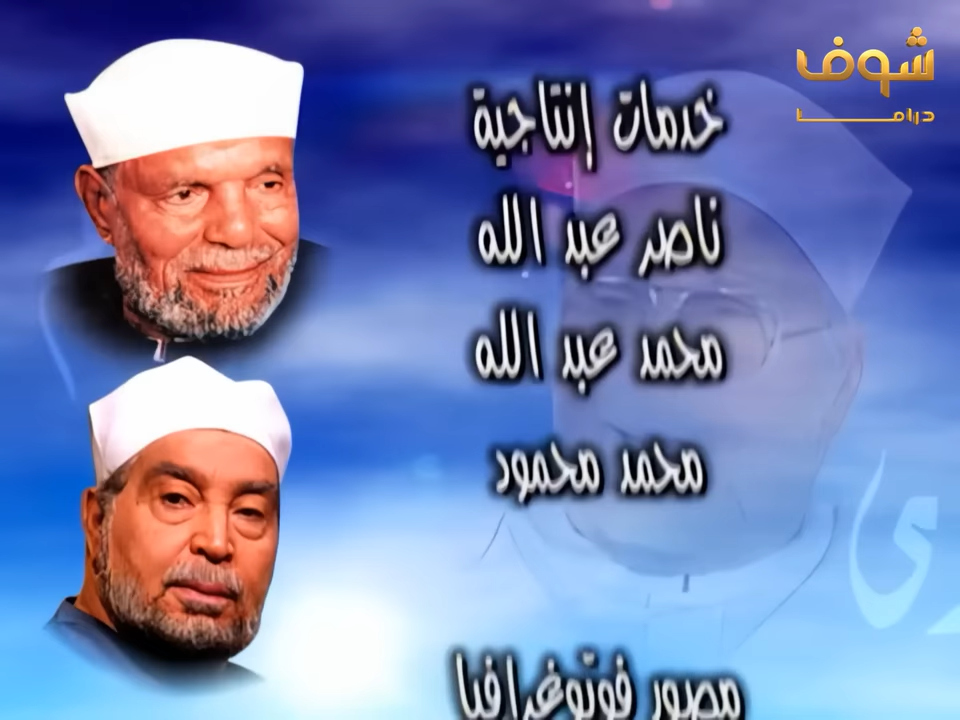 شوف
دراما
خدمات إنتاجية
ناصر عبد الله
محمد عبد الله
محمد محمود
مصور فوتوغرافيا